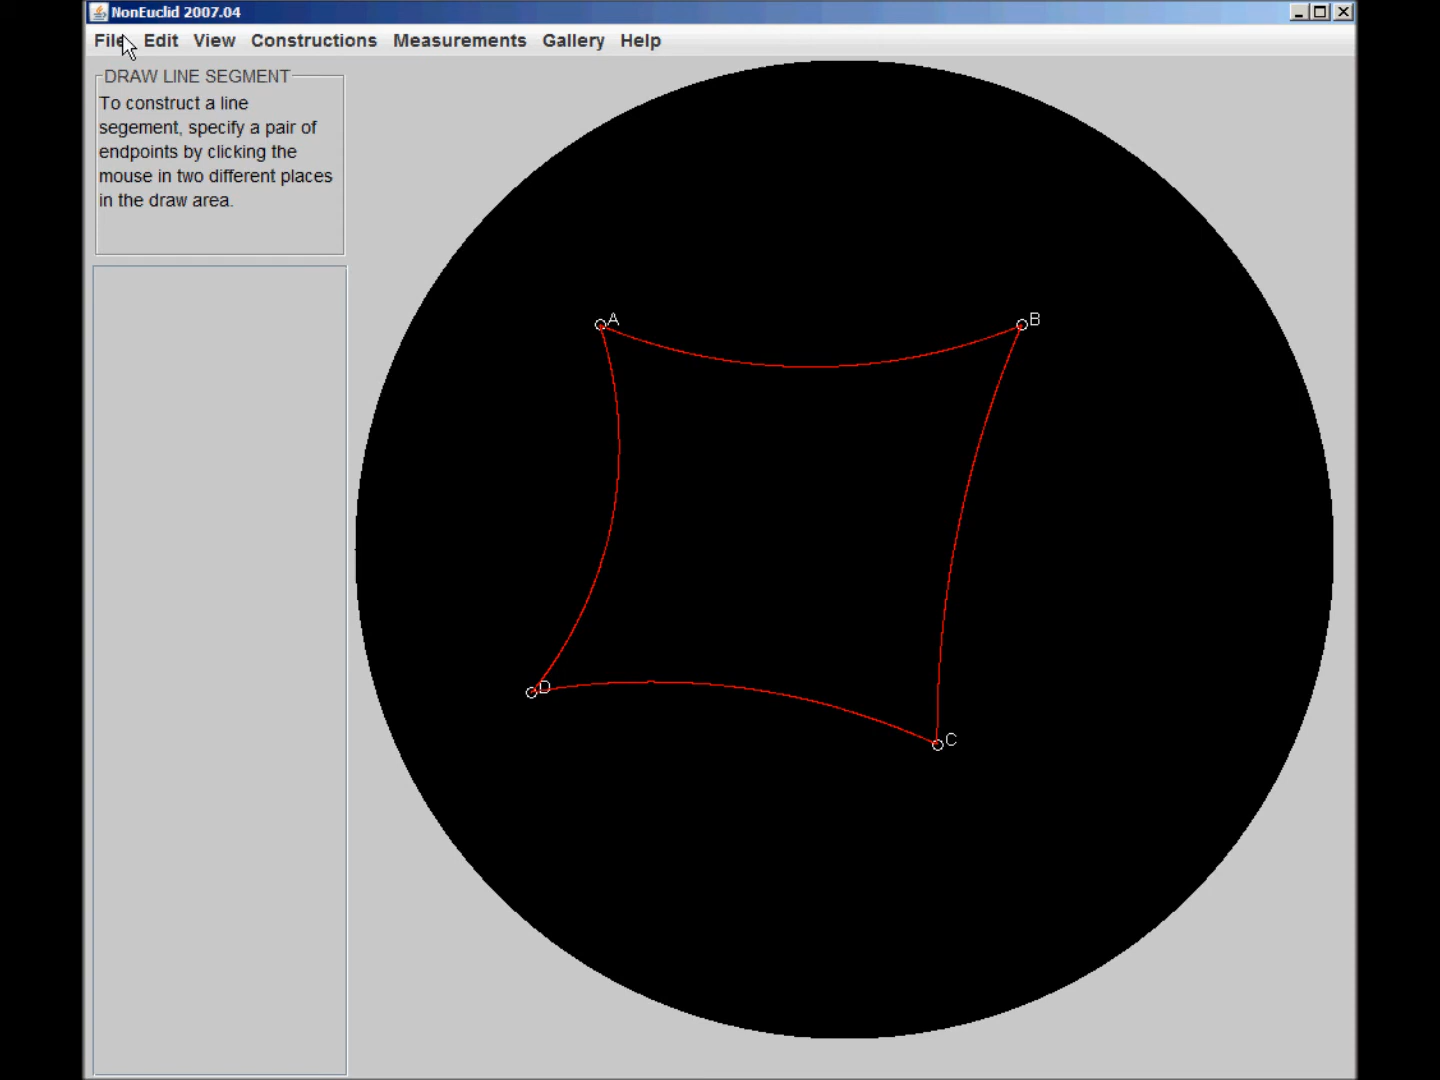 NonEuclid 2007.04
File Edit View Constructions Measurements Gallery Help
DRAW LINE SEGMENT
To construct a line
segement, specify a pair of
endpoints by clicking the
mouse in two different places
in the draw area.
A
B
D
C